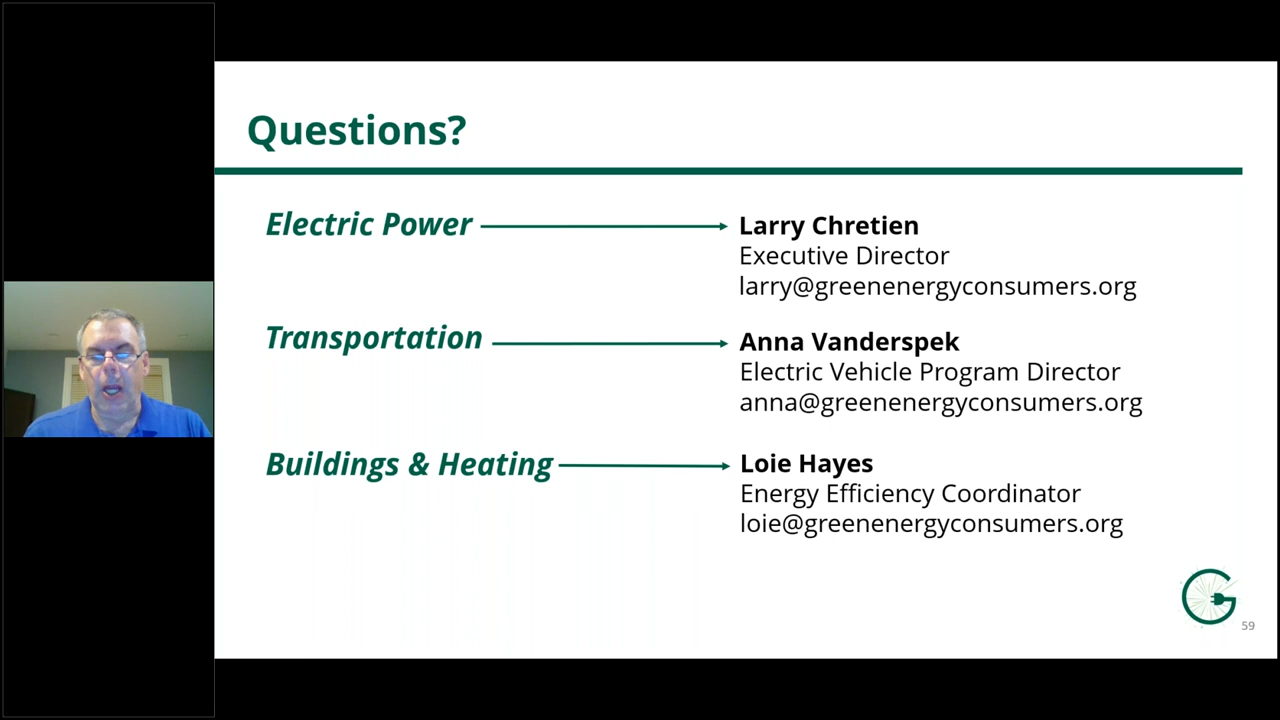 Questions?
Electric Power
Larry Chretien
Executive Director
larry@greenenergyconsumers.org
Transportation
Anna Vanderspek
Electric Vehicle Program Director
anna@greenenergyconsumers.org
Buildings & Heating
Loie Hayes
Energy Efficiency Coordinator
loie@greenenergyconsumers.org
G
59